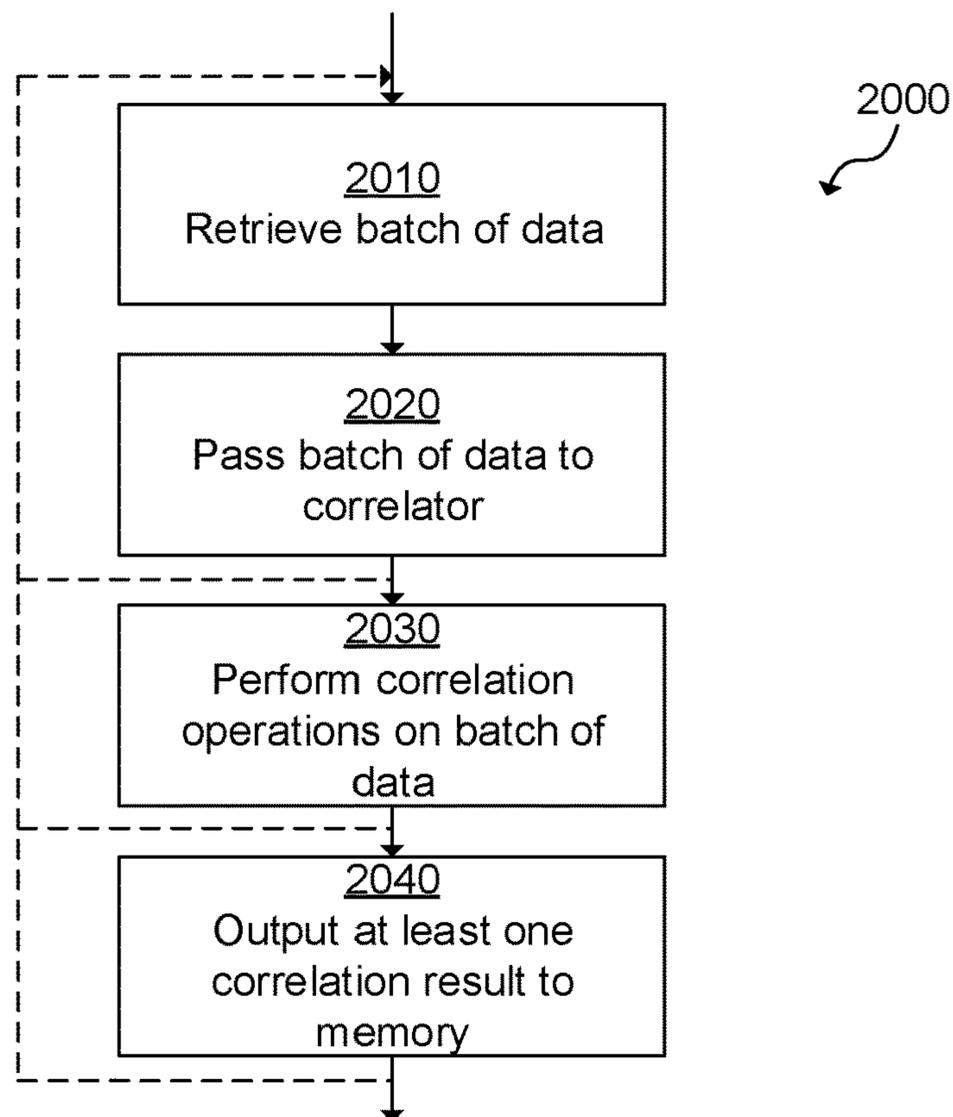 2000
2010
Retrieve batch of data
2020
Pass batch of data to
correlator
2030
Perform correlation
operations on batch of
data
2040
Output at least one
correlation result to
memory